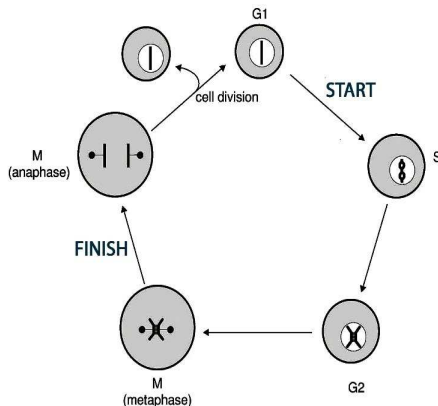 G1
START
cell division
M
(anaphase)
S
FINISH
G2
M
(metaphase)